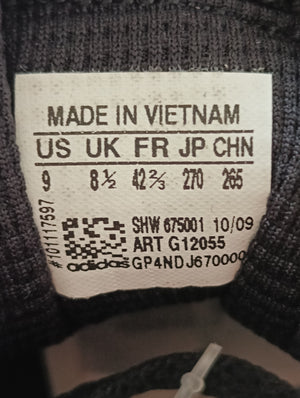 MADE IN VIETNAM
US UK FR JP CHN
9 8½ 42⅔ 270 265
#101117597
SHW 675001 10/09
ART G12055
adidas GP4NDJ670000